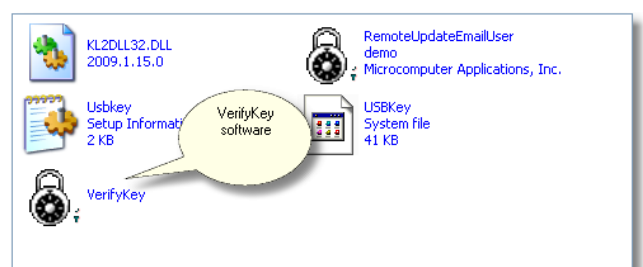 KL2DLL32.DLL
2009.1.15.0
RemoteUpdateEmailUser
demo
Microcomputer Applications, Inc.
Usbkey
Setup Informati
2 KB
VerifyKey
software
USBKey
System file
41 KB
VerifyKey